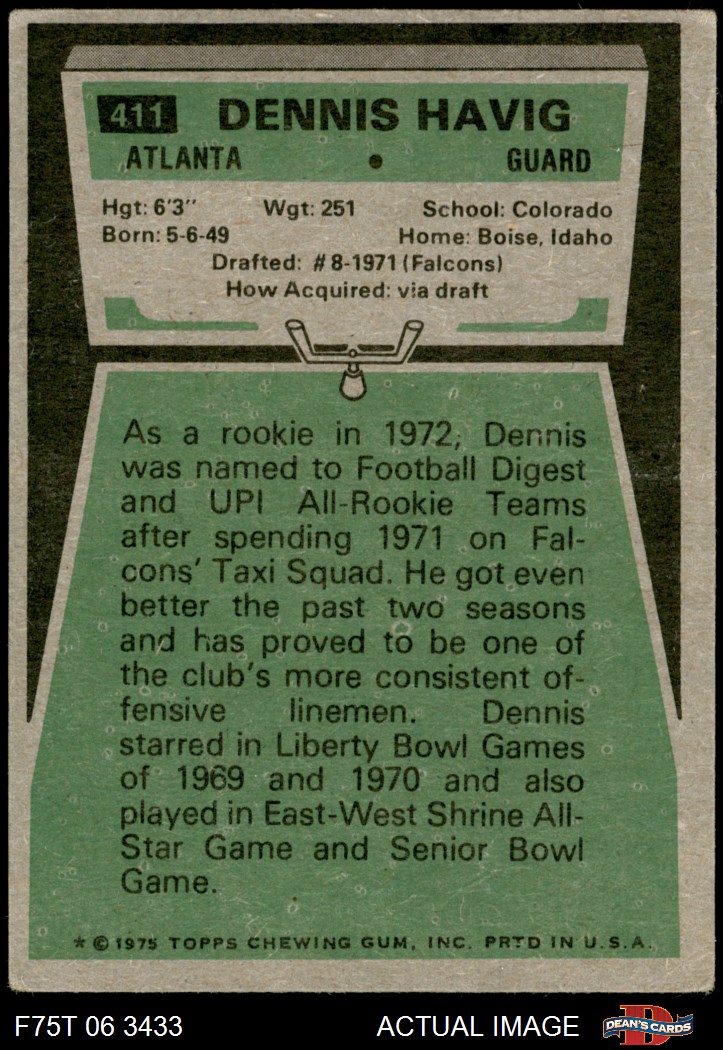 411 DENNIS HAVIG
ATLANTA • GUARD
Hgt: 6'3" Wgt: 251 School: Colorado
Born: 5-6-49 Home: Boise, Idaho
Drafted: #8-1971 (Falcons)
How Acquired: via draft
As a rookie in 1972, Dennis
was named to Football Digest
and UPI All-Rookie Teams
after spending 1971 on Fal-
cons' Taxi Squad. He got even
better the past two seasons
and has proved to be one of
the club's more consistent of-
fensive linemen. Dennis
starred in Liberty Bowl Games
of 1969 and 1970 and also
played in East-West Shrine All-
Star Game and Senior Bowl
Game.
* © 1975 TOPPS CHEWING GUM, INC. PRTD IN U.S.A.
F75T 06 3433 ACTUAL IMAGE DEAN'S CARDS